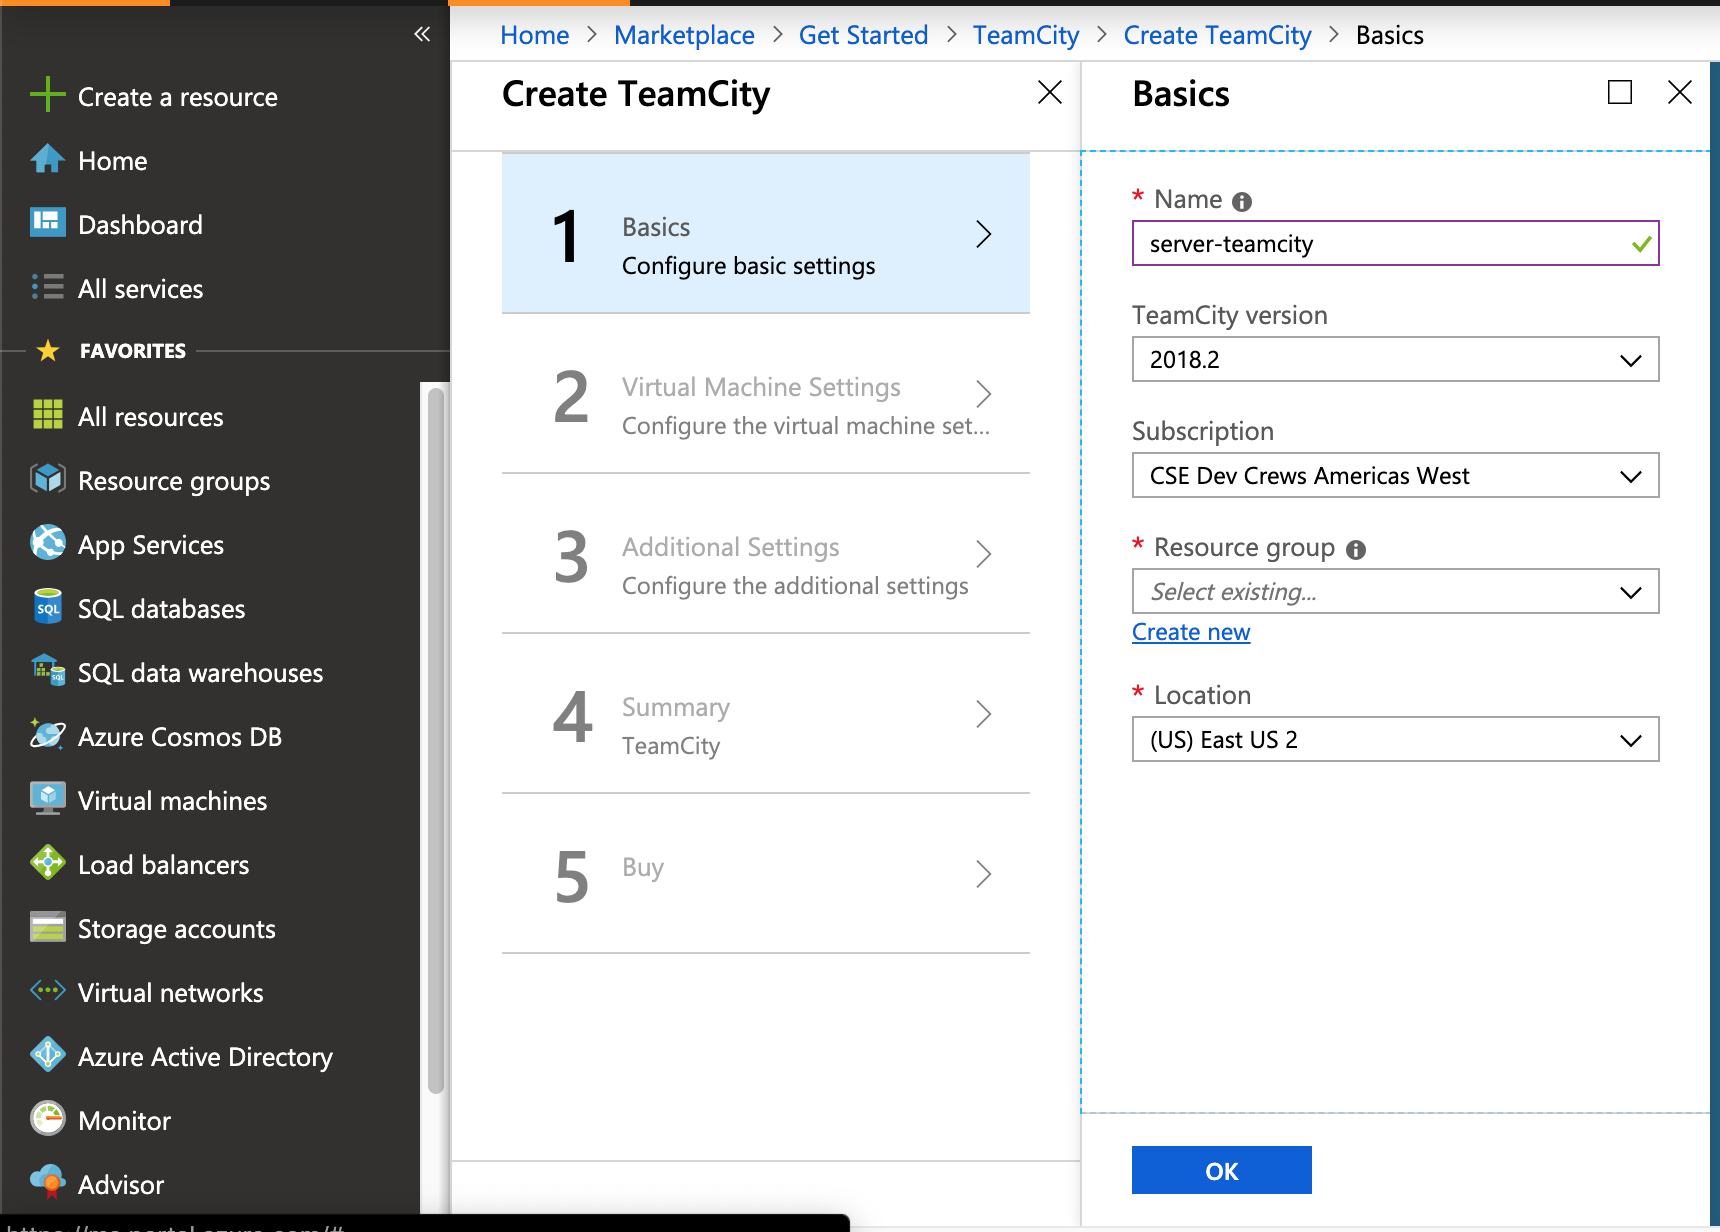 «
Create a resource
Home
Dashboard
All services
FAVORITES
All resources
Resource groups
App Services
SQL
SQL databases
SQL
SQL data warehouses
Azure Cosmos DB
Virtual machines
Load balancers
Storage accounts
Virtual networks
Azure Active Directory
Monitor
Advisor
Home > Marketplace > Get Started > TeamCity > Create TeamCity > Basics
Create TeamCity
1
Basics
Configure basic settings
2
Virtual Machine Settings
Configure the virtual machine set...
3
Additional Settings
Configure the additional settings
4
Summary
TeamCity
5
Buy
Basics
* Name
server-teamcity
TeamCity version
2018.2
Subscription
CSE Dev Crews Americas West
* Resource group
Select existing...
Create new
* Location
(US) East US 2
OK